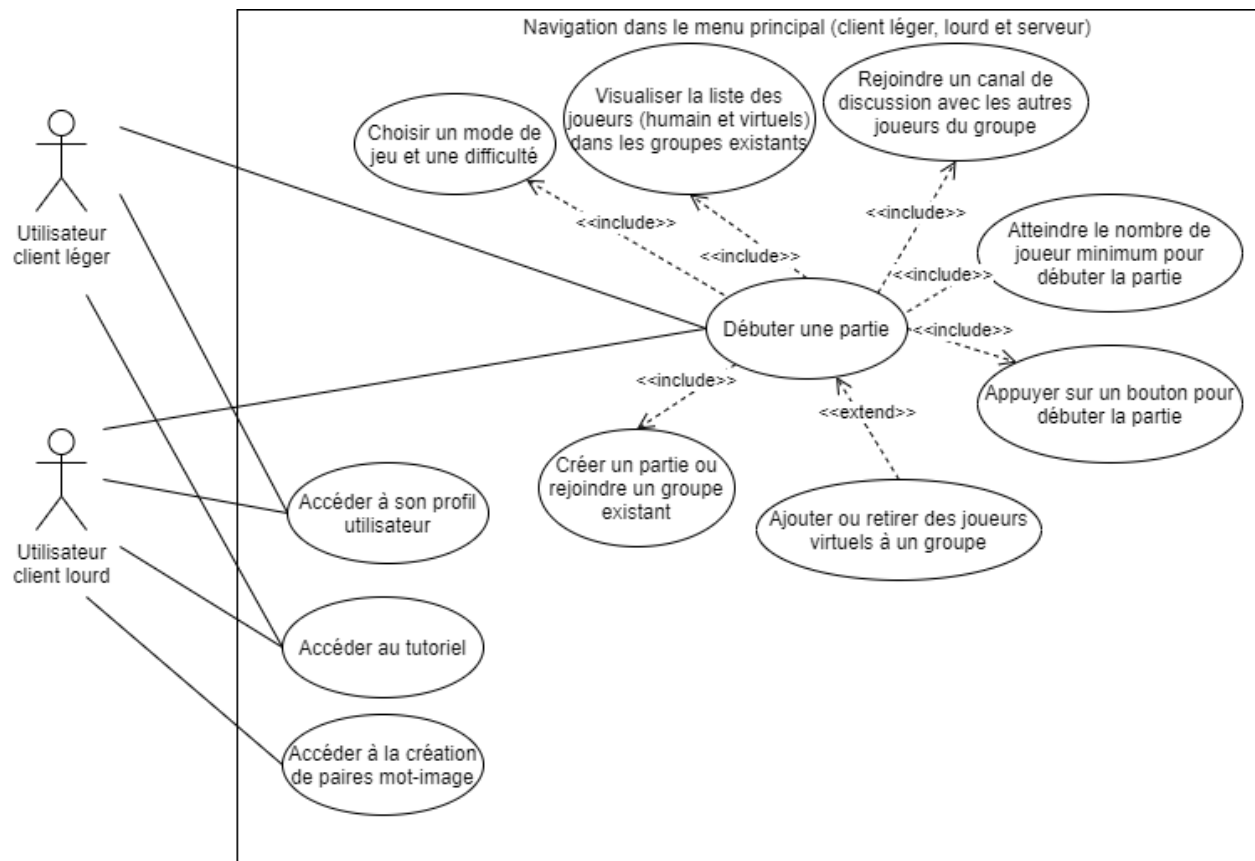 Navigation dans le menu principal (client léger, lourd et serveur)
Rejoindre un canal de
discussion avec les autres
joueurs du groupe
Visualiser la liste des
joueurs (humain et virtuels)
dans les groupes existants
Choisir un mode de
jeu et une difficulté
<<include>>
<<include>>
<<include>>
<<include>>
<<include>>
<<include>>
<<extend>>
Utilisateur
client léger
Atteindre le nombre de
joueur minimum pour
débuter la partie
Débuter une partie
Appuyer sur un bouton pour
débuter la partie
Créer un partie ou
rejoindre un groupe
existant
Ajouter ou retirer des joueurs
virtuels à un groupe
Utilisateur
client lourd
Accéder à son profil
utilisateur
Accéder au tutoriel
Accéder à la création
de paires mot-image